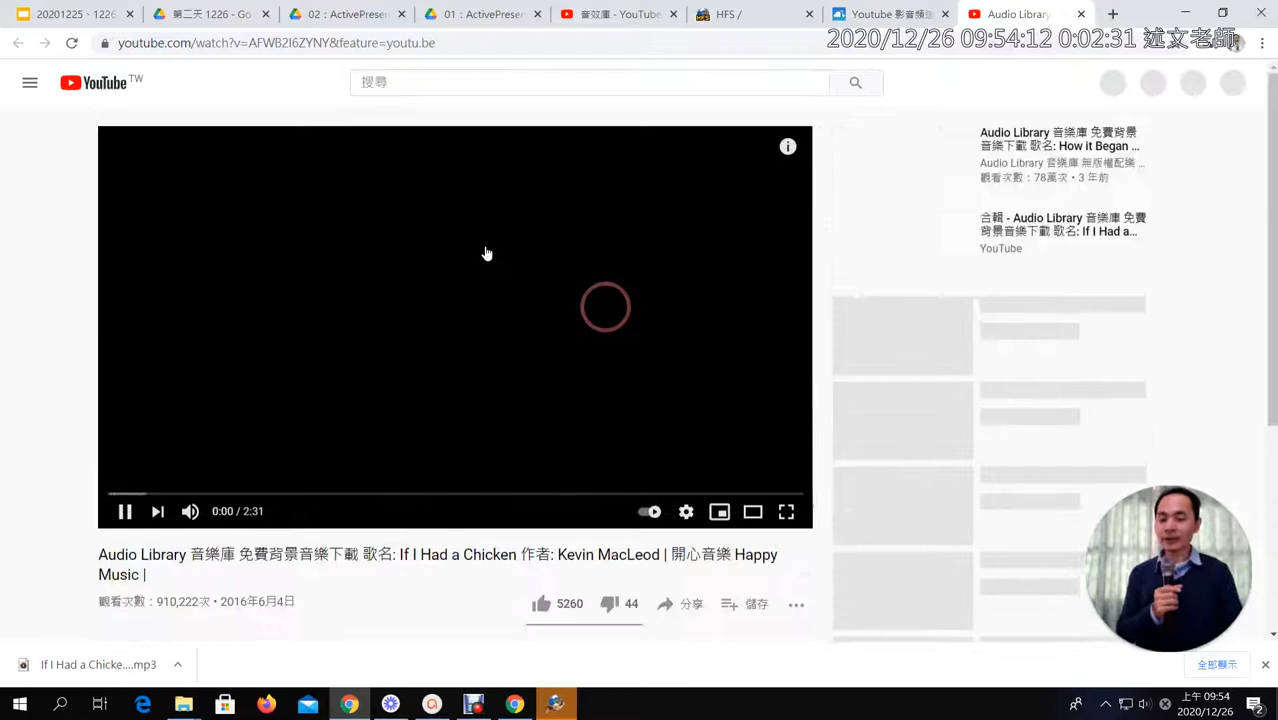 20201225、1226 -
第二天 1226 - Go
02：ActivePresen
01：ActivePresen
音效庫 - YouTube
HFS /
Youtube 影音頻道
Audio Library
youtube.com/watch?v=AFWB2I6ZYNY&feature=youtu.be
2020/12/26 09:54:12 0:02:31 述文老師
YouTube TW
搜尋
Audio Library 音樂庫 免費背景
音樂下載 歌名: How it Began ...
Audio Library 音樂庫 無版權配樂 ...
觀看次數：78萬次・3 年前
合輯 - Audio Library 音樂庫 免費
背景音樂下載 歌名: If I Had a...
YouTube
0:00 / 2:31
Audio Library 音樂庫 免費背景音樂下載 歌名: If I Had a Chicken 作者: Kevin MacLeod | 開心音樂 Happy
Music |
觀看次數：910,222次・2016年6月4日
5260
44
分享
儲存
If I Had a Chicke....mp3
全部顯示
上午 09:54
2020/12/26
2